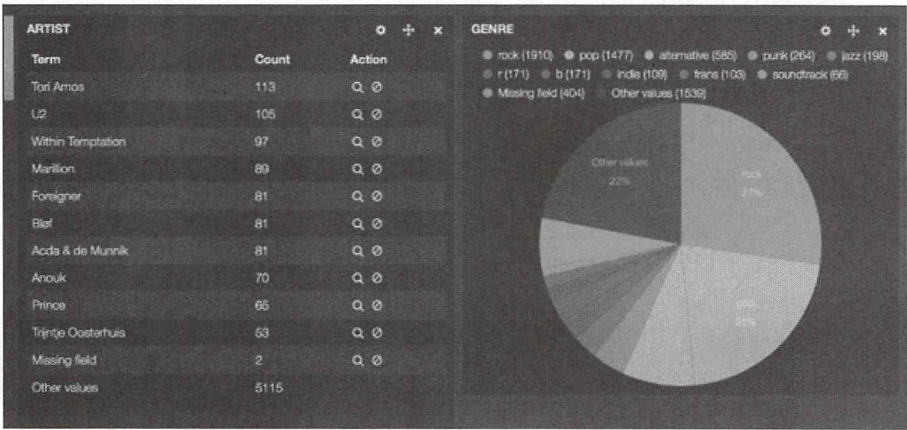 ARTIST
Term Count Action
Tori Amos 113
U2 105
Within Temptation 97
Marillion 89
Foreigner 81
Bløf 81
Acda & de Munnik 81
Anouk 70
Prince 65
Trijntje Oosterhuis 53
Missing field 2
Other values 5115
GENRE
rock (1910) pop (1477) alternative (585) punk (264) jazz (198)
r (171) b (171) indie (109) frans (103) soundtrack (66)
Missing field (404) Other values (1539)
Other values
22%
rock
27%
pop
21%